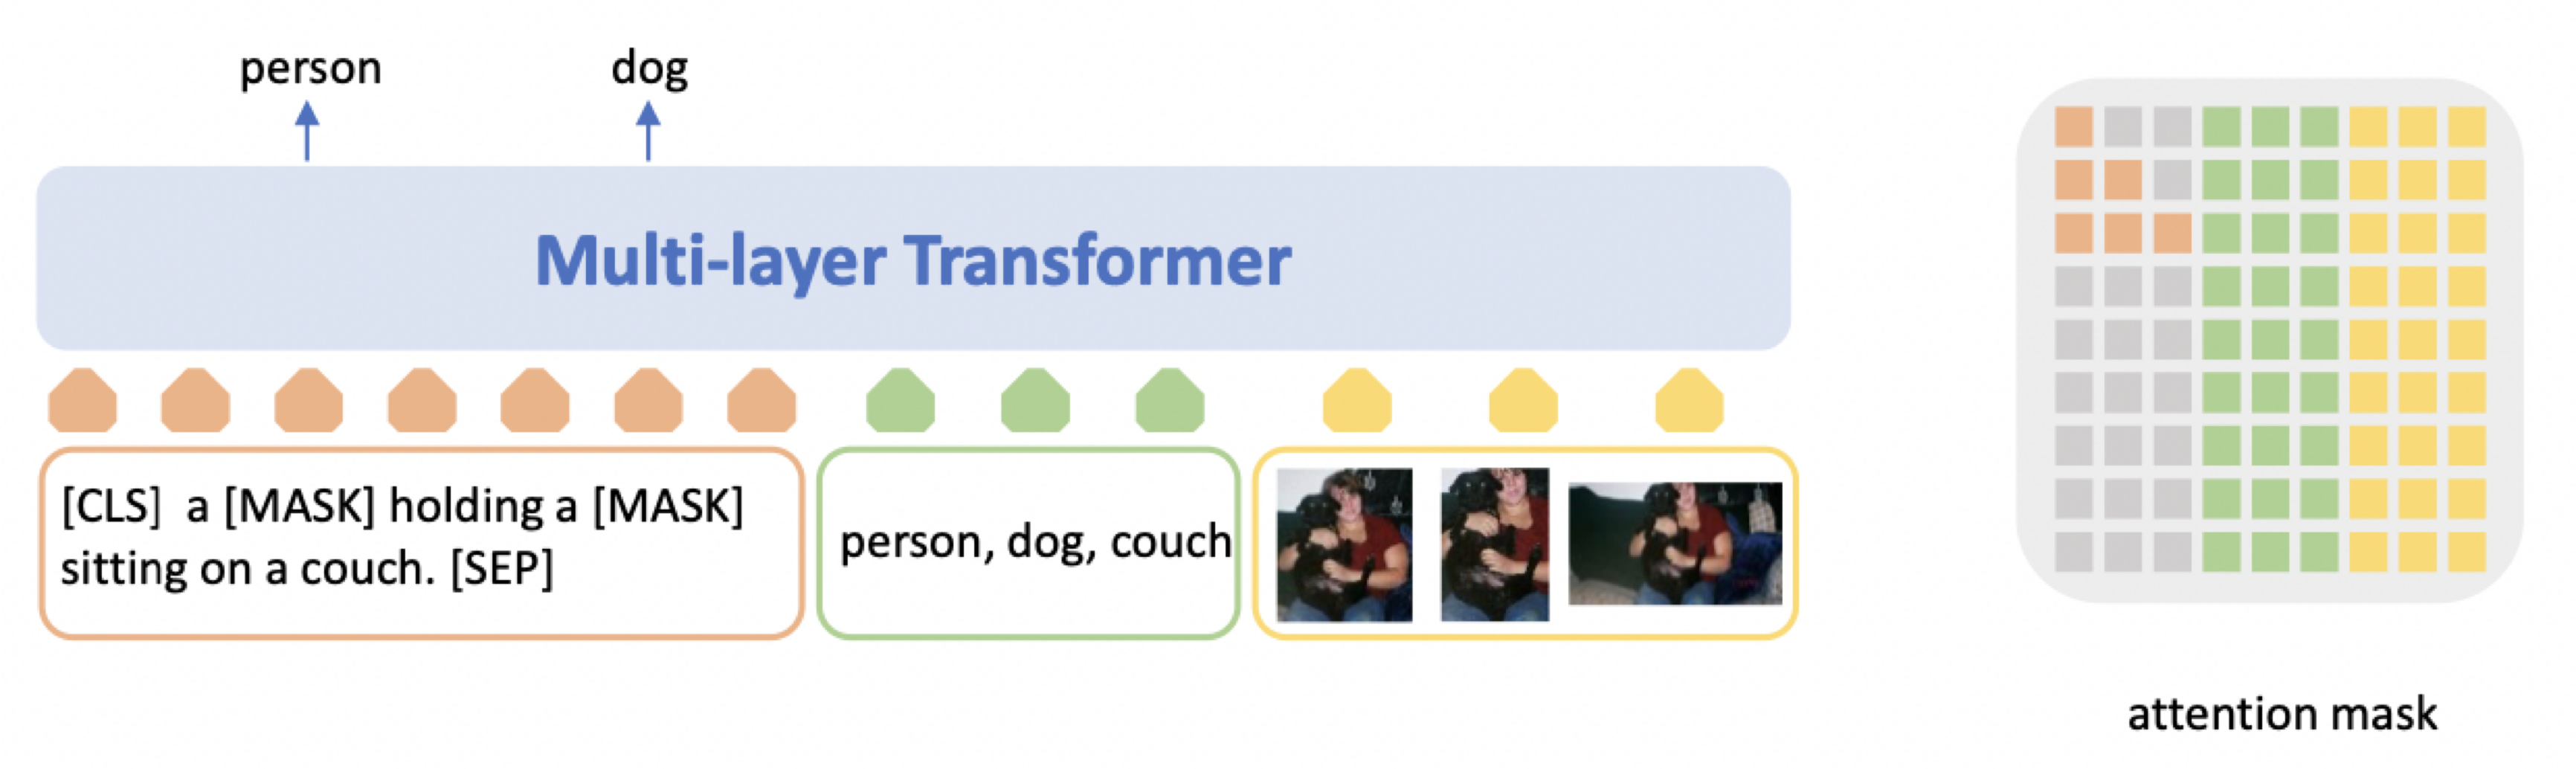 person
dog
Multi-layer Transformer
[CLS] a [MASK] holding a [MASK]
sitting on a couch. [SEP]
person, dog, couch
attention mask